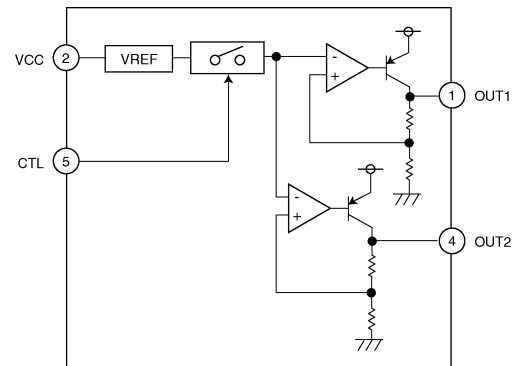 VCC 2 VREF
- +
1 OUT1
CTL 5
- +
4 OUT2